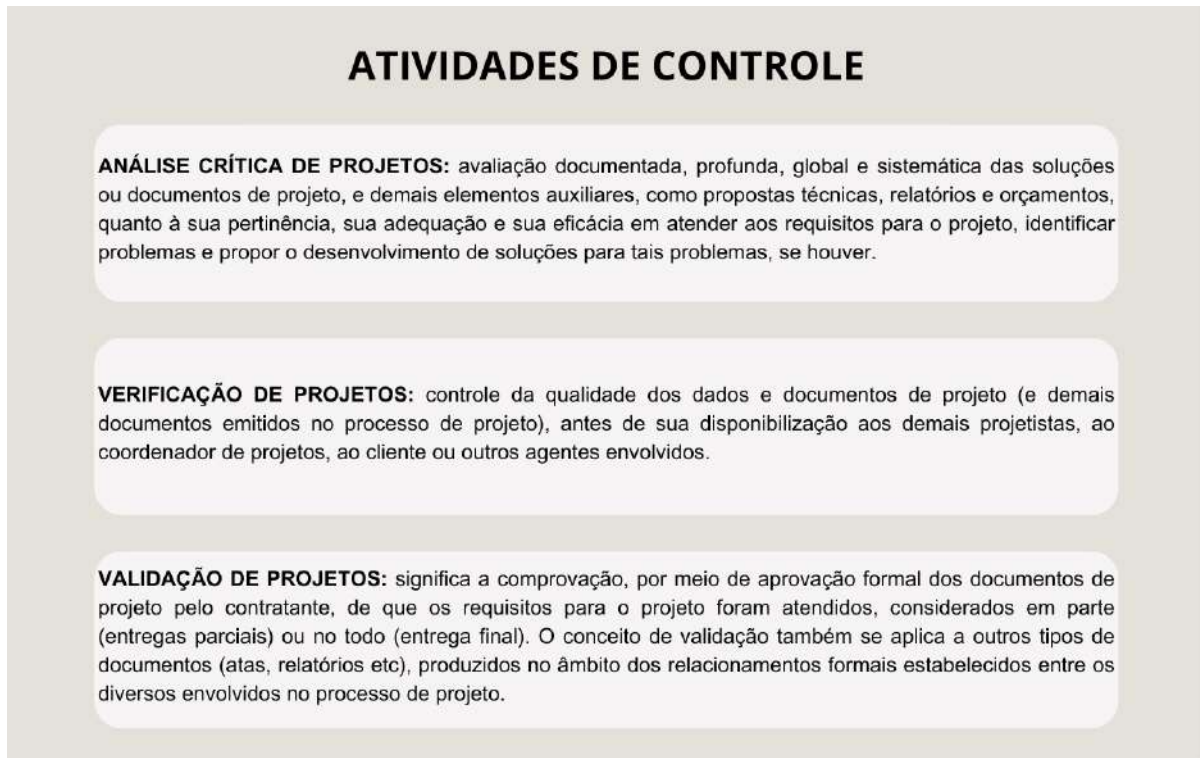 ATIVIDADES DE CONTROLE
ANÁLISE CRÍTICA DE PROJETOS: avaliação documentada, profunda, global e sistemática das soluções
ou documentos de projeto, e demais elementos auxiliares, como propostas técnicas, relatórios e orçamentos,
quanto à sua pertinência, sua adequação e sua eficácia em atender aos requisitos para o projeto, identificar
problemas e propor o desenvolvimento de soluções para tais problemas, se houver.
VERIFICAÇÃO DE PROJETOS: controle da qualidade dos dados e documentos de projeto (e demais
documentos emitidos no processo de projeto), antes de sua disponibilização aos demais projetistas, ao
coordenador de projetos, ao cliente ou outros agentes envolvidos.
VALIDAÇÃO DE PROJETOS: significa a comprovação, por meio de aprovação formal dos documentos de
projeto pelo contratante, de que os requisitos para o projeto foram atendidos, considerados em parte
(entregas parciais) ou no todo (entrega final). O conceito de validação também se aplica a outros tipos de
documentos (atas, relatórios etc), produzidos no âmbito dos relacionamentos formais estabelecidos entre os
diversos envolvidos no processo de projeto.